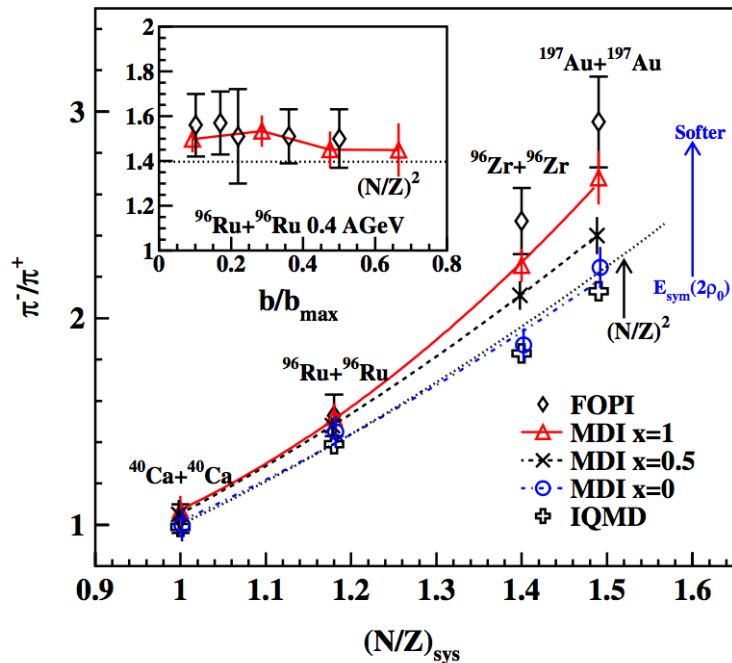 2
1.8
1.6
1.4
1.2
1
0 0.2 0.4 0.6 0.8
b/b_max
(N/Z)²
⁹⁶Ru+⁹⁶Ru 0.4 AGeV
¹⁹⁷Au+¹⁹⁷Au
⁹⁶Zr+⁹⁶Zr
⁹⁶Ru+⁹⁶Ru
⁴⁰Ca+⁴⁰Ca
Softer
E_sym(2ρ₀)
(N/Z)²
FOPI
MDI x=1
MDI x=0.5
MDI x=0
IQMD
3
2
1
π⁻/π⁺
0.9 1 1.1 1.2 1.3 1.4 1.5 1.6
(N/Z)_sys